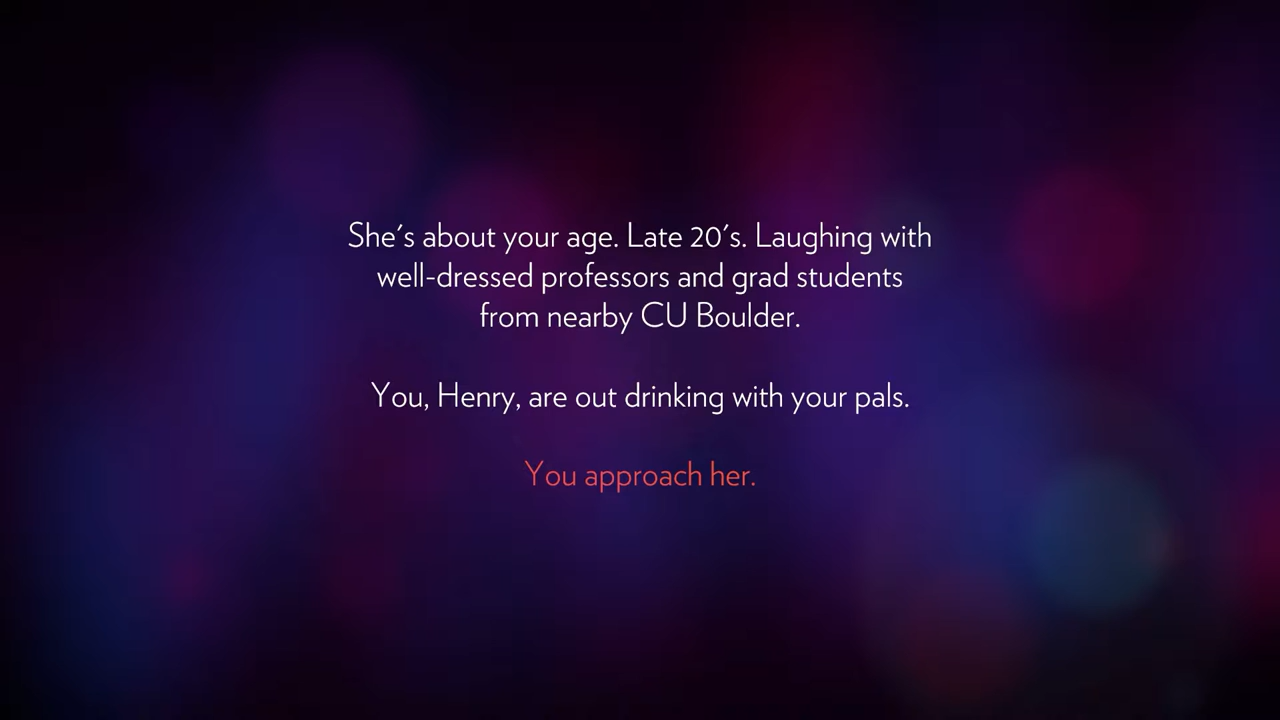 She's about your age. Late 20's. Laughing with
well-dressed professors and grad students
from nearby CU Boulder.
You, Henry, are out drinking with your pals.
You approach her.